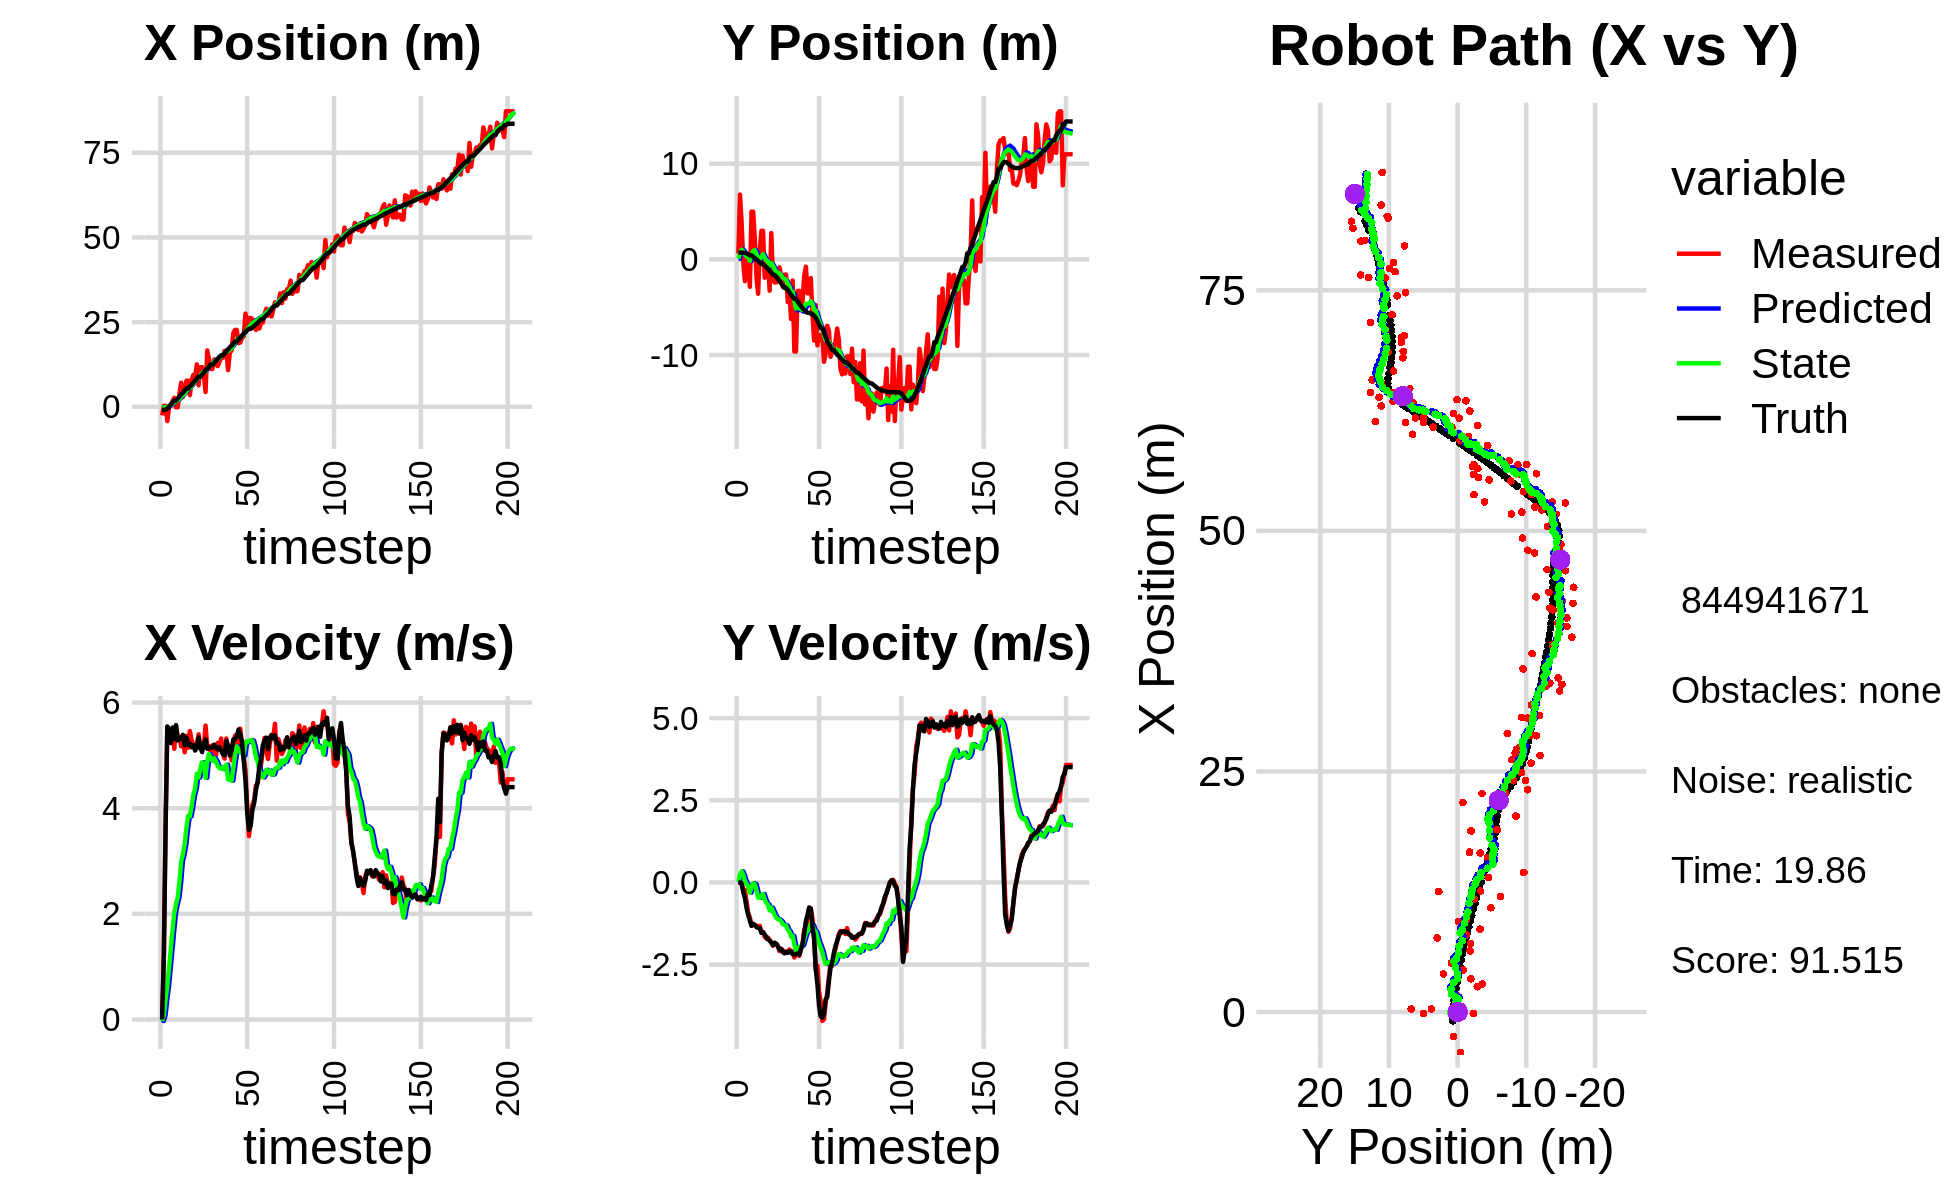 X Position (m)
75
50
25
0
0
50
100
150
200
timestep
Y Position (m)
10
0
-10
0
50
100
150
200
timestep
X Velocity (m/s)
6
4
2
0
0
50
100
150
200
timestep
Y Velocity (m/s)
5.0
2.5
0.0
-2.5
0
50
100
150
200
timestep
Robot Path (X vs Y)
X Position (m)
75
50
25
0
20 10 0 -10 -20
Y Position (m)
variable
Measured
Predicted
State
Truth
844941671
Obstacles: none
Noise: realistic
Time: 19.86
Score: 91.515